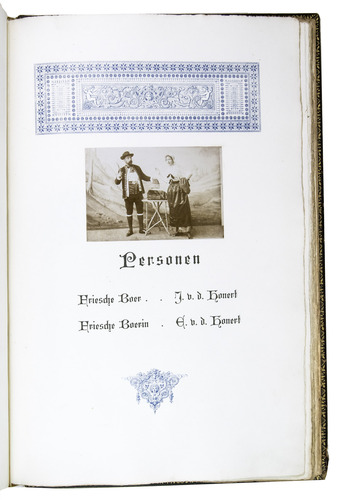 Personen
Friesche Boer . . J. v. d. Honert
Friesche Boerin . E. v. d. Honert